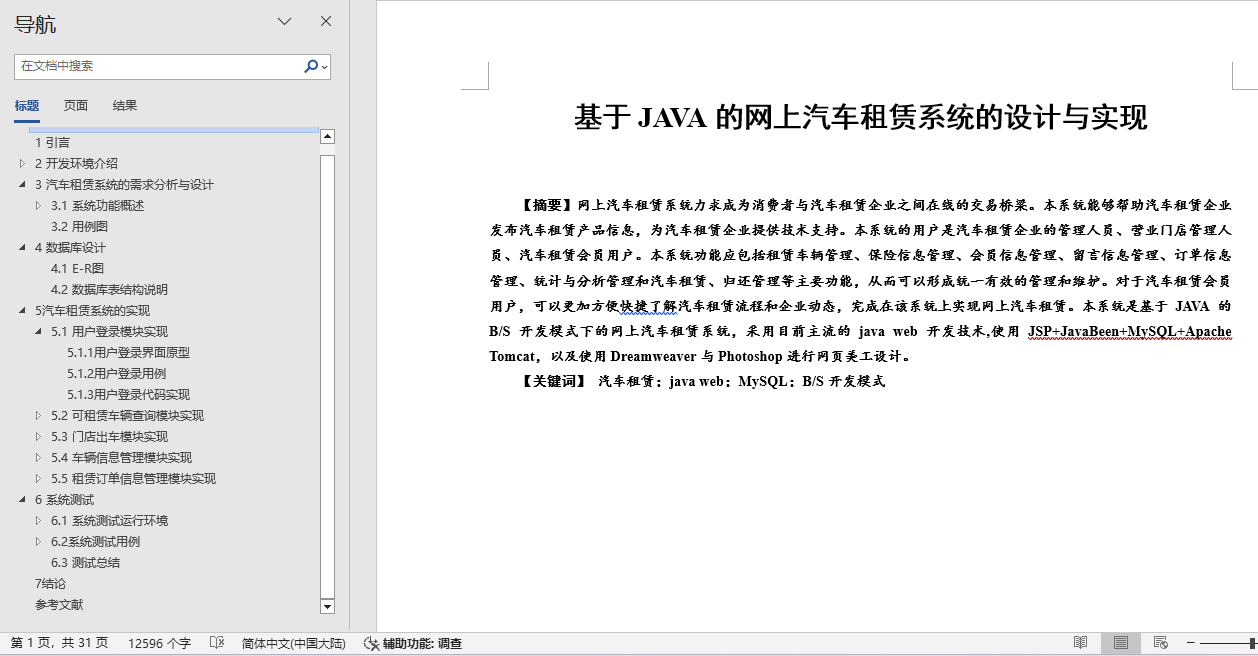 导航
在文档中搜索
标题 页面 结果
1 引言
2 开发环境介绍
3 汽车租赁系统的需求分析与设计
3.1 系统功能概述
3.2 用例图
4 数据库设计
4.1 E-R图
4.2 数据库表结构说明
5汽车租赁系统的实现
5.1 用户登录模块实现
5.1.1用户登录界面原型
5.1.2用户登录用例
5.1.3用户登录代码实现
5.2 可租赁车辆查询模块实现
5.3 门店出车模块实现
5.4 车辆信息管理模块实现
5.5 租赁订单信息管理模块实现
6 系统测试
6.1 系统测试运行环境
6.2系统测试用例
6.3 测试总结
7结论
参考文献
基于 JAVA 的网上汽车租赁系统的设计与实现
【摘要】网上汽车租赁系统力求成为消费者与汽车租赁企业之间在线的交易桥梁。本系统能够帮助汽车租赁企业
发布汽车租赁产品信息，为汽车租赁企业提供技术支持。本系统的用户是汽车租赁企业的管理人员、营业门店管理人
员、汽车租赁会员用户。本系统功能应包括租赁车辆管理、保险信息管理、会员信息管理、留言信息管理、订单信息
管理、统计与分析管理和汽车租赁、归还管理等主要功能，从而可以形成统一有效的管理和维护。对于汽车租赁会员
用户，可以更加方便快捷了解汽车租赁流程和企业动态，完成在该系统上实现网上汽车租赁。本系统是基于 JAVA 的
B/S 开发模式下的网上汽车租赁系统，采用目前主流的 java web 开发技术,使用 JSP+JavaBeen+MySQL+Apache
Tomcat，以及使用 Dreamweaver 与 Photoshop 进行网页美工设计。
【关键词】 汽车租赁；java web；MySQL；B/S 开发模式
第 1 页，共 31 页 12596 个字 简体中文(中国大陆) 辅助功能: 调查